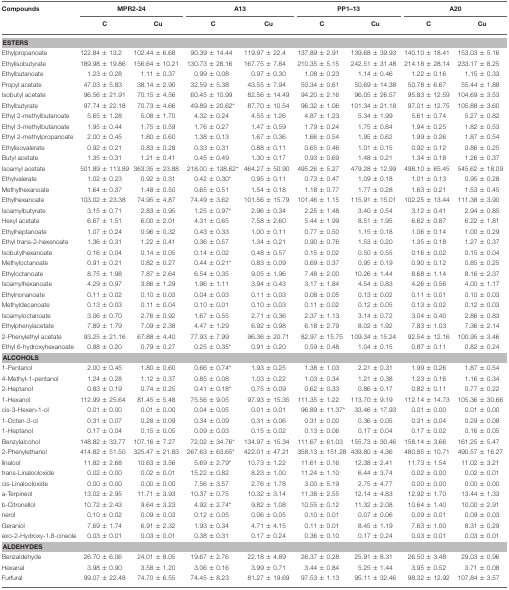 Compounds MPR2-24 A13 PP1–13 A20
C Cu C Cu C Cu C Cu
ESTERS
Ethylpropanoate 122.84 ± 13.2 102.44 ± 6.68 90.39 ± 14.44 119.97 ± 22.4 137.89 ± 2.91 139.68 ± 39.93 140.10 ± 18.41 153.03 ± 5.16
Ethylisobutyrate 189.98 ± 19.86 156.64 ± 10.21 130.73 ± 28.16 167.75 ± 7.84 210.35 ± 5.15 242.51 ± 31.48 214.18 ± 28.14 233.17 ± 8.25
Ethylbutanoate 1.23 ± 0.28 1.11 ± 0.37 0.99 ± 0.08 0.97 ± 0.30 1.08 ± 0.23 1.14 ± 0.46 1.22 ± 0.16 1.15 ± 0.33
Propyl acetate 47.03 ± 5.83 38.14 ± 2.90 32.59 ± 5.38 43.55 ± 7.94 50.34 ± 0.61 50.69 ± 14.38 50.78 ± 6.67 55.44 ± 1.88
Isobutyl acetate 96.56 ± 21.91 70.15 ± 4.56 60.45 ± 10.99 82.56 ± 14.49 94.20 ± 2.16 96.05 ± 26.57 95.83 ± 12.59 104.69 ± 3.53
Ethylbutyrate 97.74 ± 22.18 70.73 ± 4.66 49.89 ± 20.62* 87.70 ± 10.54 96.32 ± 1.06 101.34 ± 21.18 97.01 ± 12.75 105.88 ± 3.60
Ethyl 2-methylbutanoate 5.65 ± 1.28 5.08 ± 1.70 4.32 ± 0.24 4.55 ± 1.26 4.87 ± 1.23 5.34 ± 1.99 5.61 ± 0.74 5.27 ± 0.82
Ethyl 3-methylbutanoate 1.95 ± 0.44 1.75 ± 0.59 1.76 ± 0.27 1.47 ± 0.59 1.79 ± 0.24 1.75 ± 0.84 1.94 ± 0.25 1.82 ± 0.53
Ethyl 2-methylpropanoate 2.00 ± 0.45 1.80 ± 0.60 1.38 ± 0.13 1.67 ± 0.36 1.66 ± 0.54 1.95 ± 0.62 1.99 ± 0.26 1.87 ± 0.54
Ethylisovalerate 0.92 ± 0.21 0.83 ± 0.28 0.33 ± 0.31 0.88 ± 0.11 0.65 ± 0.46 1.01 ± 0.15 0.92 ± 0.12 0.86 ± 0.25
Butyl acetate 1.35 ± 0.31 1.21 ± 0.41 0.45 ± 0.49 1.30 ± 0.17 0.93 ± 0.69 1.48 ± 0.21 1.34 ± 0.18 1.26 ± 0.37
Isoamyl acetate 501.89 ± 113.89 363.35 ± 23.88 218.00 ± 138.62* 464.27 ± 50.90 495.26 ± 5.27 479.28 ± 12.99 498.10 ± 65.45 545.62 ± 18.09
Ethylvalerate 1.02 ± 0.23 0.92 ± 0.31 0.42 ± 0.30* 0.95 ± 0.11 0.73 ± 0.47 1.09 ± 0.18 1.01 ± 0.13 0.95 ± 0.28
Methylhexanoate 1.64 ± 0.37 1.48 ± 0.50 0.65 ± 0.51 1.54 ± 0.18 1.18 ± 0.77 1.77 ± 0.28 1.63 ± 0.21 1.53 ± 0.45
Ethylhexanoate 103.02 ± 23.38 74.95 ± 4.87 74.49 ± 3.62 101.56 ± 15.79 101.46 ± 1.15 115.91 ± 15.01 102.25 ± 13.44 111.38 ± 3.90
Isoamylbutyrate 3.15 ± 0.71 2.83 ± 0.95 1.25 ± 0.97* 2.96 ± 0.34 2.25 ± 1.48 3.40 ± 0.54 3.12 ± 0.41 2.94 ± 0.85
Hexyl acetate 6.67 ± 1.51 6.00 ± 2.01 4.31 ± 0.65 7.58 ± 2.60 5.44 ± 1.99 8.51 ± 1.95 6.62 ± 0.87 6.22 ± 1.81
Ethylheptanoate 1.07 ± 0.24 0.96 ± 0.32 0.43 ± 0.33 1.00 ± 0.11 0.77 ± 0.50 1.15 ± 0.18 1.06 ± 0.14 1.00 ± 0.29
Ethyl trans-2-hexenoate 1.36 ± 0.31 1.22 ± 0.41 0.36 ± 0.57 1.34 ± 0.21 0.90 ± 0.76 1.53 ± 0.20 1.35 ± 0.18 1.27 ± 0.37
Isobutylhexanoate 0.16 ± 0.04 0.14 ± 0.05 0.14 ± 0.02 0.48 ± 0.57 0.15 ± 0.02 0.50 ± 0.55 0.16 ± 0.02 0.15 ± 0.04
Methyloctanoate 0.91 ± 0.21 0.82 ± 0.27 0.44 ± 0.21* 0.83 ± 0.09 0.69 ± 0.37 0.95 ± 0.19 0.90 ± 0.12 0.85 ± 0.25
Ethyloctanoate 8.75 ± 1.98 7.87 ± 2.64 6.54 ± 0.35 9.05 ± 1.96 7.48 ± 2.00 10.26 ± 1.44 8.68 ± 1.14 8.16 ± 2.37
Isoamylhexanoate 4.29 ± 0.97 3.86 ± 1.29 1.96 ± 1.11 3.94 ± 0.43 3.17 ± 1.84 4.54 ± 0.83 4.26 ± 0.56 4.00 ± 1.17
Ethylnonanoate 0.11 ± 0.02 0.10 ± 0.03 0.04 ± 0.03 0.11 ± 0.03 0.08 ± 0.05 0.13 ± 0.02 0.11 ± 0.01 0.10 ± 0.03
Methyldecanoate 0.13 ± 0.03 0.11 ± 0.04 0.10 ± 0.01 0.10 ± 0.03 0.11 ± 0.02 0.12 ± 0.05 0.13 ± 0.02 0.12 ± 0.03
Isoamyloctanoate 3.06 ± 0.70 2.76 ± 0.92 1.67 ± 0.55 2.71 ± 0.36 2.37 ± 1.13 3.14 ± 0.72 3.04 ± 0.40 2.86 ± 0.83
Ethylphenylacetate 7.89 ± 1.79 7.09 ± 2.38 4.47 ± 1.29 6.92 ± 0.98 6.18 ± 2.79 8.02 ± 1.92 7.83 ± 1.03 7.36 ± 2.14
2-Phenylethyl acetate 93.25 ± 21.16 67.88 ± 4.40 77.93 ± 7.99 96.36 ± 20.71 82.97 ± 15.75 109.34 ± 15.24 92.54 ± 12.16 100.95 ± 3.46
Ethyl 6-hydroxyhexanoate 0.88 ± 0.20 0.79 ± 0.27 0.25 ± 0.35* 0.91 ± 0.20 0.59 ± 0.48 1.04 ± 0.15 0.87 ± 0.11 0.82 ± 0.24
ALCOHOLS
1-Pentanol 2.00 ± 0.45 1.80 ± 0.60 0.66 ± 0.74* 1.93 ± 0.25 1.38 ± 1.03 2.21 ± 0.31 1.99 ± 0.26 1.87 ± 0.54
4-Methyl-1-pentanol 1.24 ± 0.28 1.12 ± 0.37 0.85 ± 0.08 1.03 ± 0.22 1.03 ± 0.34 1.21 ± 0.38 1.23 ± 0.16 1.16 ± 0.34
2-Heptanol 0.83 ± 0.19 0.74 ± 0.25 0.41 ± 0.18* 0.75 ± 0.09 0.62 ± 0.33 0.86 ± 0.17 0.82 ± 0.11 0.77 ± 0.22
1-Hexanol 112.99 ± 25.64 81.45 ± 5.48 75.56 ± 9.05 97.93 ± 15.35 111.35 ± 1.22 113.70 ± 9.19 112.14 ± 14.73 105.36 ± 30.66
cis-3-Hexen-1-ol 0.01 ± 0.00 0.01 ± 0.00 0.04 ± 0.05 0.01 ± 0.01 96.89 ± 11.37* 33.46 ± 17.93 0.01 ± 0.00 0.01 ± 0.00
1-Octen-3-ol 0.31 ± 0.07 0.28 ± 0.09 0.34 ± 0.09 0.31 ± 0.06 0.31 ± 0.00 0.36 ± 0.05 0.31 ± 0.04 0.29 ± 0.08
1-Heptanol 0.17 ± 0.04 0.15 ± 0.05 0.09 ± 0.03 0.15 ± 0.02 0.13 ± 0.06 0.17 ± 0.04 0.17 ± 0.02 0.16 ± 0.05
Benzylalcohol 148.82 ± 33.77 107.16 ± 7.27 72.02 ± 34.76* 134.97 ± 15.34 111.67 ± 61.03 155.73 ± 30.46 158.14 ± 3.66 161.25 ± 5.47
2-Phenylethanol 414.82 ± 51.50 325.47 ± 21.83 267.63 ± 63.65* 422.01 ± 47.21 358.13 ± 151.28 439.80 ± 4.36 480.85 ± 10.71 490.57 ± 16.27
linalool 11.82 ± 2.68 10.63 ± 3.56 5.69 ± 2.79* 10.73 ± 1.22 11.61 ± 0.16 12.38 ± 2.41 11.73 ± 1.54 11.02 ± 3.21
trans-Linalooloxide 0.02 ± 0.00 0.02 ± 0.01 15.22 ± 0.82 8.23 ± 1.00 11.24 ± 1.10 6.44 ± 3.74 0.02 ± 0.00 0.02 ± 0.01
cis-Linalooloxide 0.00 ± 0.00 0.00 ± 0.00 7.56 ± 3.57 2.76 ± 1.78 3.00 ± 5.19 2.75 ± 4.77 0.00 ± 0.00 0.00 ± 0.00
a-Terpineol 13.02 ± 2.95 11.71 ± 3.93 10.37 ± 0.75 10.32 ± 3.14 11.38 ± 2.55 12.14 ± 4.83 12.92 ± 1.70 13.44 ± 1.33
b-Citronellol 10.72 ± 2.43 9.64 ± 3.23 4.92 ± 2.74* 9.82 ± 1.08 10.55 ± 0.12 11.32 ± 2.08 10.64 ± 1.40 10.00 ± 2.91
nerol 0.10 ± 0.02 0.09 ± 0.03 0.12 ± 0.05 0.06 ± 0.05 0.10 ± 0.01 0.07 ± 0.06 0.09 ± 0.01 0.09 ± 0.03
Geraniol 7.69 ± 1.74 6.91 ± 2.32 1.93 ± 0.34 4.71 ± 4.15 0.11 ± 0.01 8.45 ± 1.19 7.63 ± 1.00 8.31 ± 0.29
exo-2-Hydroxy-1.8-cineole 0.03 ± 0.01 0.03 ± 0.01 0.38 ± 0.31 0.17 ± 0.24 0.36 ± 0.10 0.17 ± 0.24 0.03 ± 0.01 0.03 ± 0.01
ALDEHYDES
Benzaldehyde 26.70 ± 6.06 24.01 ± 8.05 19.67 ± 2.76 22.18 ± 4.89 26.37 ± 0.28 25.91 ± 8.31 26.50 ± 3.48 29.03 ± 0.96
Hexanal 3.98 ± 0.90 3.58 ± 1.20 3.06 ± 0.16 3.99 ± 0.71 3.44 ± 0.84 5.25 ± 1.44 3.95 ± 0.52 3.71 ± 0.08
Furfural 99.07 ± 22.48 74.70 ± 6.55 74.45 ± 8.23 81.27 ± 19.69 97.53 ± 1.13 95.11 ± 32.46 98.32 ± 12.92 107.84 ± 3.57